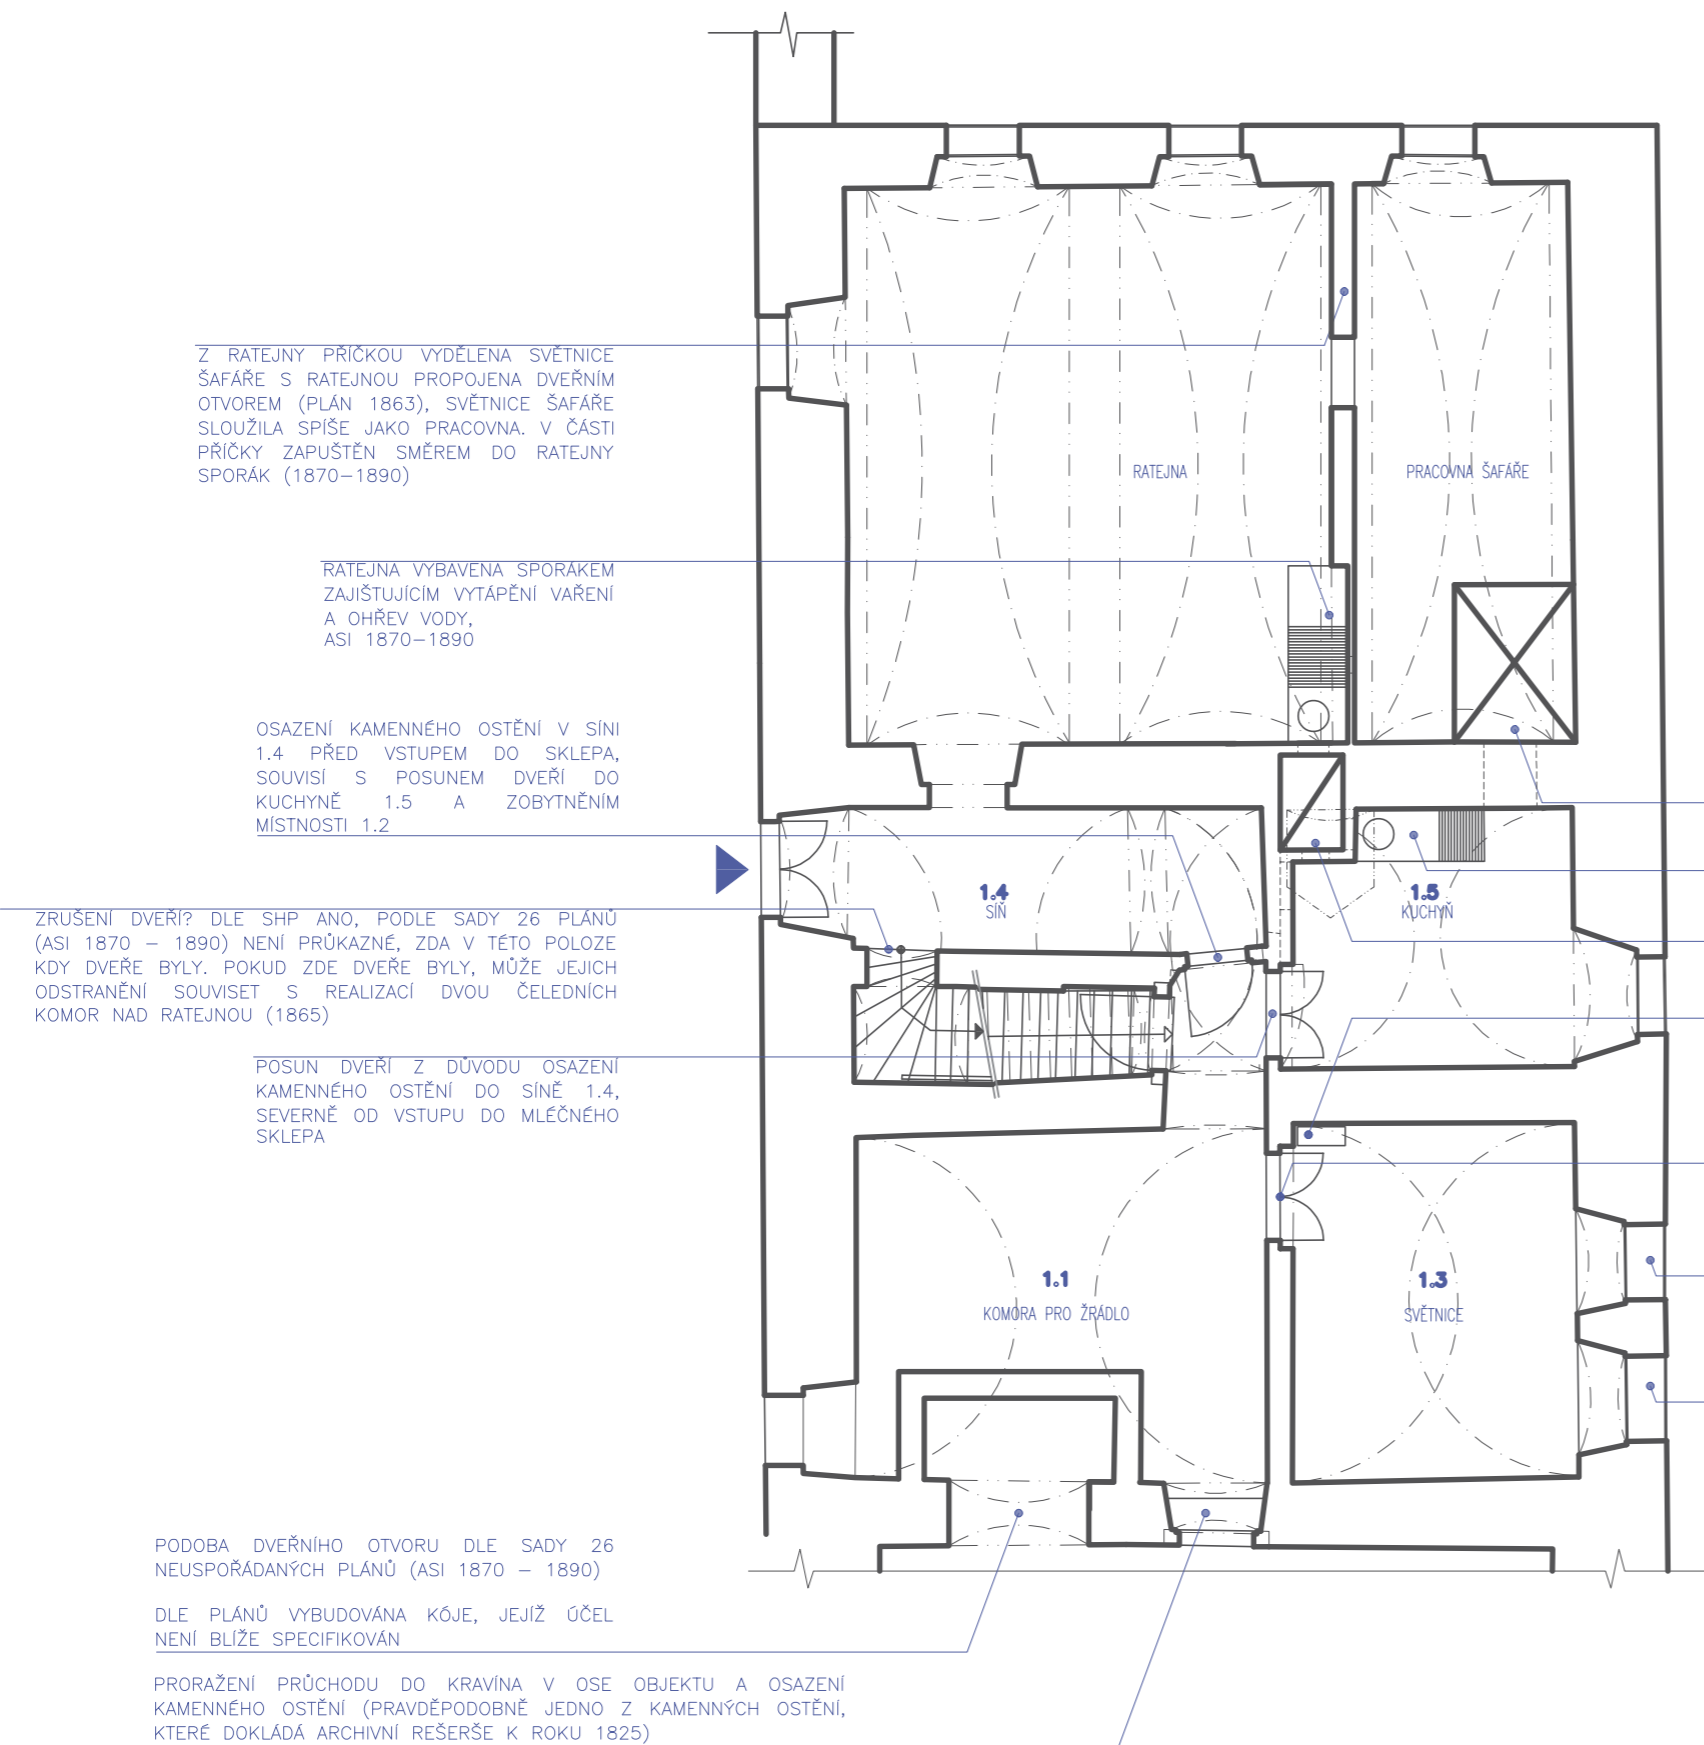 Z RATEJNY PŘÍČKOU VYDĚLENA SVĚTNICE
ŠAFÁŘE S RATEJNOU PROPOJENA DVEŘNÍM
OTVOREM (PLÁN 1863), SVĚTNICE ŠAFÁŘE
SLOUŽILA SPÍŠE JAKO PRACOVNA. V ČÁSTI
PŘÍČKY ZAPUŠTĚN SMĚREM DO RATEJNY
SPORÁK (1870–1890)
RATEJNA
PRACOVNA ŠAFÁŘE
RATEJNA VYBAVENA SPORÁKEM
ZAJIŠTUJÍCÍM VYTÁPĚNÍ VAŘENÍ
A OHŘEV VODY,
ASI 1870–1890
OSAZENÍ KAMENNÉHO OSTĚNÍ V SÍNI
1.4 PŘED VSTUPEM DO SKLEPA,
SOUVISÍ S POSUNEM DVEŘÍ DO
KUCHYNĚ 1.5 A ZOBYTNĚNÍM
MÍSTNOSTI 1.2
1.4
SÍŇ
1.5
KUCHYŇ
ZRUŠENÍ DVEŘÍ? DLE SHP ANO, PODLE SADY 26 PLÁNŮ
(ASI 1870 – 1890) NENÍ PRŮKAZNÉ, ZDA V TÉTO POLOZE
KDY DVEŘE BYLY. POKUD ZDE DVEŘE BYLY, MŮŽE JEJICH
ODSTRANĚNÍ SOUVISET S REALIZACÍ DVOU ČELEDNÍCH
KOMOR NAD RATEJNOU (1865)
POSUN DVEŘÍ Z DŮVODU OSAZENÍ
KAMENNÉHO OSTĚNÍ DO SÍNĚ 1.4,
SEVERNĚ OD VSTUPU DO MLÉČNÉHO
SKLEPA
1.1
KOMORA PRO ŽRÁDLO
1.3
SVĚTNICE
PODOBA DVEŘNÍHO OTVORU DLE SADY 26
NEUSPOŘÁDANÝCH PLÁNŮ (ASI 1870 – 1890)
DLE PLÁNŮ VYBUDOVÁNA KÓJE, JEJÍŽ ÚČEL
NENÍ BLÍŽE SPECIFIKOVÁN
PRORAŽENÍ PRŮCHODU DO KRAVÍNA V OSE OBJEKTU A OSAZENÍ
KAMENNÉHO OSTĚNÍ (PRAVDĚPODOBNĚ JEDNO Z KAMENNÝCH OSTĚNÍ,
KTERÉ DOKLÁDÁ ARCHIVNÍ REŠERŠE K ROKU 1825)